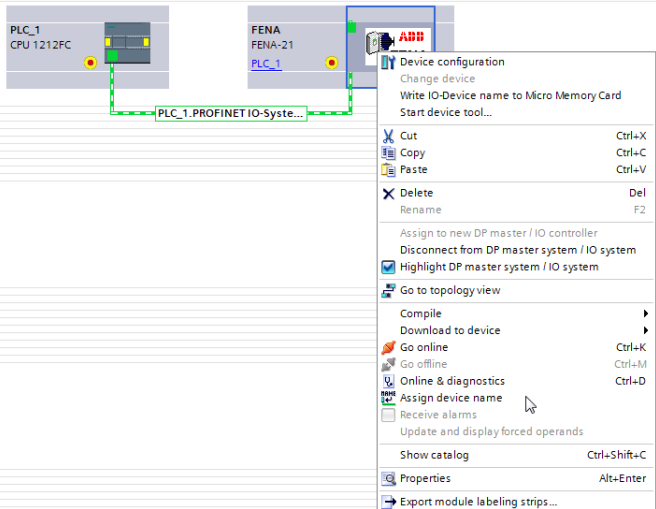 PLC_1
CPU 1212FC
FENA
FENA-21
PLC_1
ABB
PLC_1.PROFINET IO-Syste...
Device configuration
Change device
Write IO-Device name to Micro Memory Card
Start device tool...
Cut Ctrl+X
Copy Ctrl+C
Paste Ctrl+V
Delete Del
Rename F2
Assign to new DP master / IO controller
Disconnect from DP master system / IO system
Highlight DP master system / IO system
Go to topology view
Compile
Download to device
Go online Ctrl+K
Go offline Ctrl+M
Online & diagnostics Ctrl+D
NAME Assign device name
Receive alarms
Update and display forced operands
Show catalog Ctrl+Shift+C
Properties Alt+Enter
Export module labeling strips...